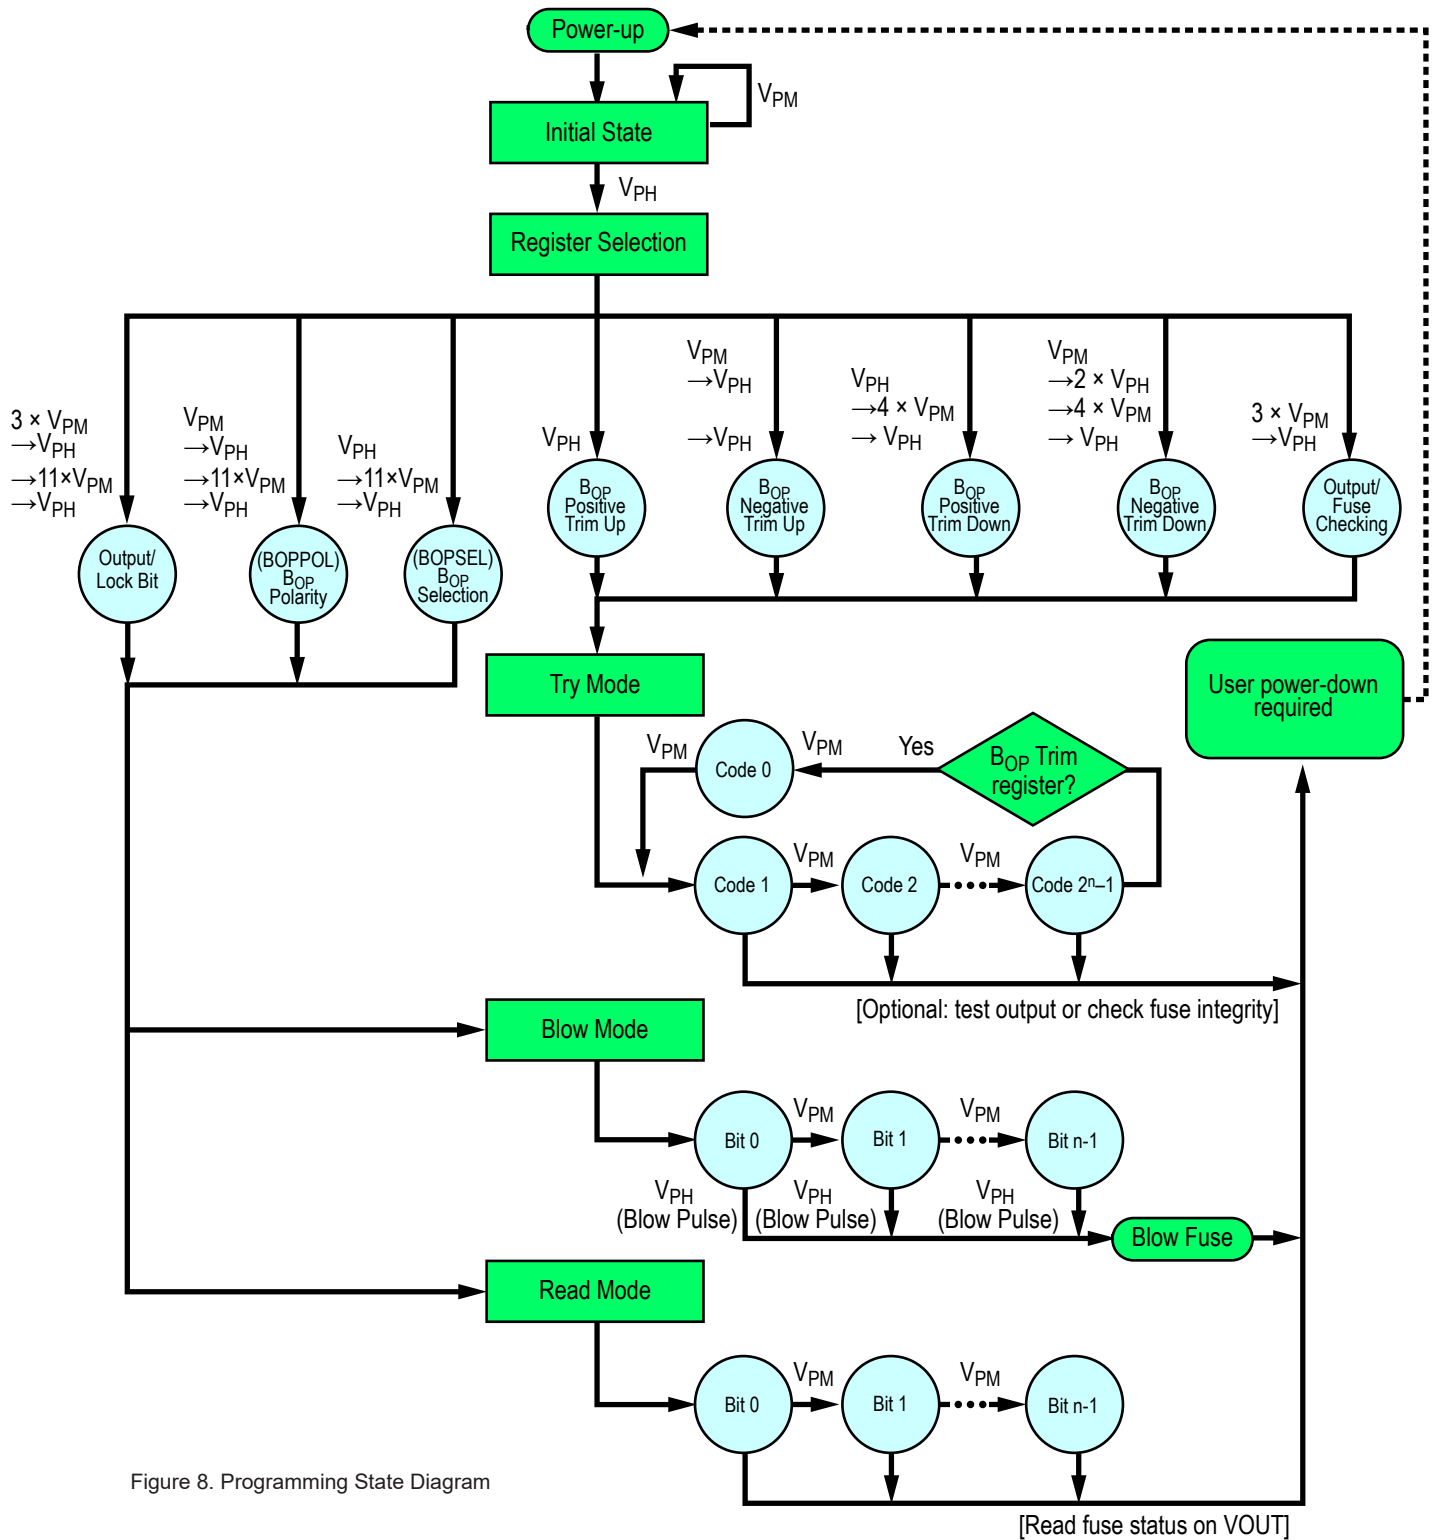 Power-up
VPM
Initial State
VPH
Register Selection
3 × VPM
→VPH
→11×VPM
→VPH
VPM
→VPH
→11×VPM
→VPH
VPH
→11×VPM
→VPH
VPH
VPM
→VPH
→VPH
VPH
→4 × VPM
→ VPH
VPM
→2 × VPH
→4 × VPM
→ VPH
3 × VPM
→VPH
Output/
Lock Bit
(BOPPOL)
BOP
Polarity
(BOPSEL)
BOP
Selection
BOP
Positive
Trim Up
BOP
Negative
Trim Up
BOP
Positive
Trim Down
BOP
Negative
Trim Down
Output/
Fuse
Checking
Try Mode
User power-down
required
VPM
Code 0
VPM
Yes
BOP Trim
register?
Code 1
VPM
Code 2
VPM
Code 2ⁿ–1
[Optional: test output or check fuse integrity]
Blow Mode
Bit 0
VPM
Bit 1
VPM
Bit n-1
VPH
(Blow Pulse)
VPH
(Blow Pulse)
VPH
(Blow Pulse)
Blow Fuse
Read Mode
Bit 0
VPM
Bit 1
VPM
Bit n-1
Figure 8. Programming State Diagram
[Read fuse status on VOUT]